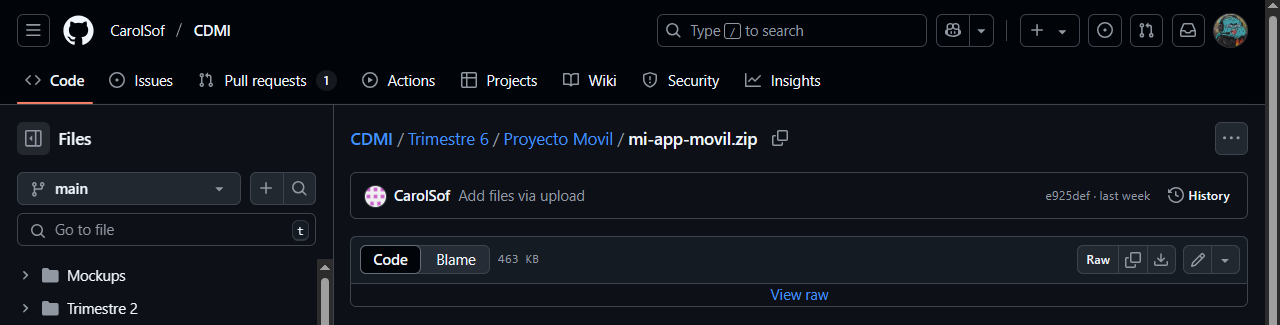 CarolSof / CDMI
Type / to search
Code Issues Pull requests 1 Actions Projects Wiki Security Insights
Files
main
Go to file t
Mockups
Trimestre 2
CDMI / Trimestre 6 / Proyecto Movil / mi-app-movil.zip
CarolSof Add files via upload e925def · last week History
Code Blame 463 KB Raw
View raw